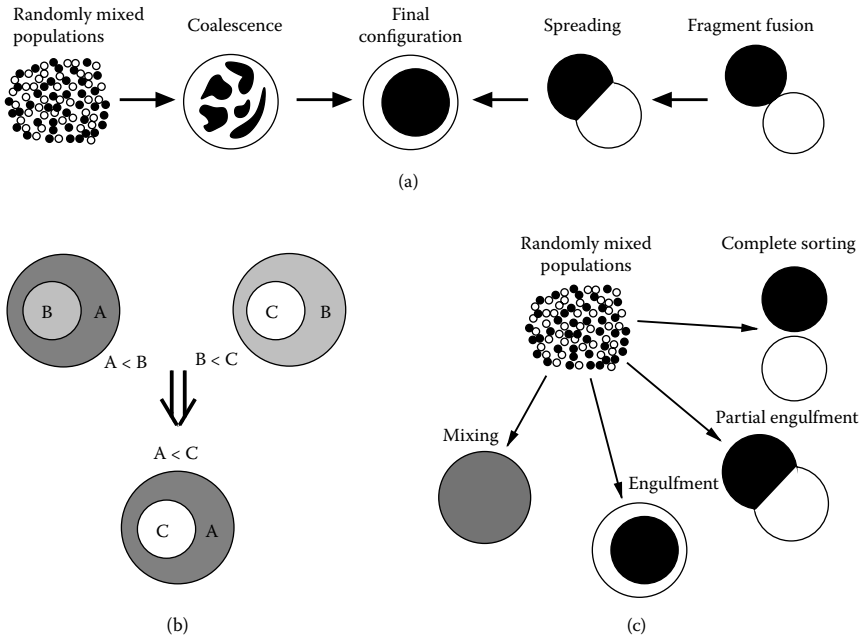 Randomly mixed
populations
Coalescence
Final
configuration
Spreading
Fragment fusion
(a)
B
A
A < B
C
B
B < C
A < C
C
A
(b)
Randomly mixed
populations
Complete sorting
Partial engulfment
Mixing
Engulfment
(c)